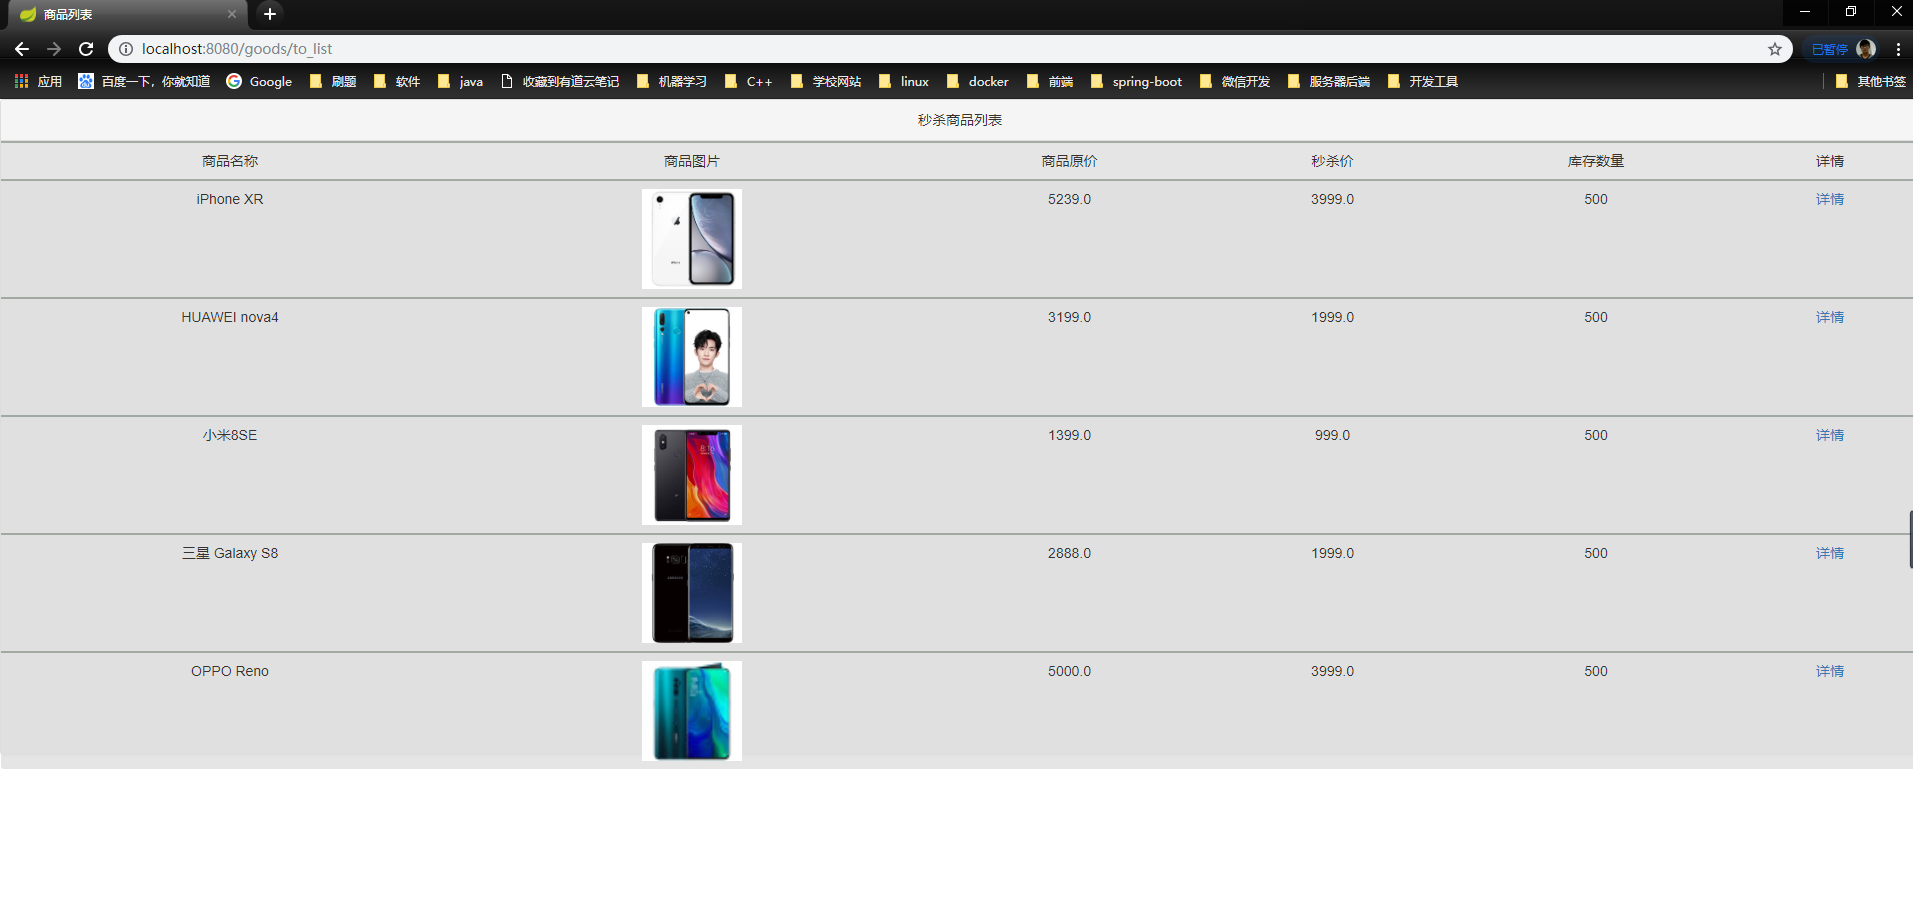 商品列表
localhost:8080/goods/to_list
已暂停
应用 百度一下，你就知道 Google 刷题 软件 java 收藏到有道云笔记 机器学习 C++ 学校网站 linux docker 前端 spring-boot 微信开发 服务器后端 开发工具 其他书签
秒杀商品列表
商品名称 商品图片 商品原价 秒杀价 库存数量 详情
iPhone XR 5239.0 3999.0 500 详情
HUAWEI nova4 3199.0 1999.0 500 详情
小米8SE 1399.0 999.0 500 详情
8:16
三星 Galaxy S8 2888.0 1999.0 500 详情
OPPO Reno 5000.0 3999.0 500 详情